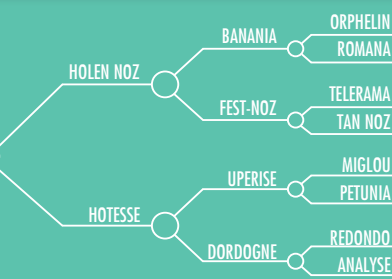 ORPHELIN
BANANIA
ROMANA
HOLEN NOZ
TELERAMA
FEST-NOZ
TAN NOZ
MIGLOU
UPERISE
PETUNIA
HOTESSE
REDONDO
DORDOGNE
ANALYSE